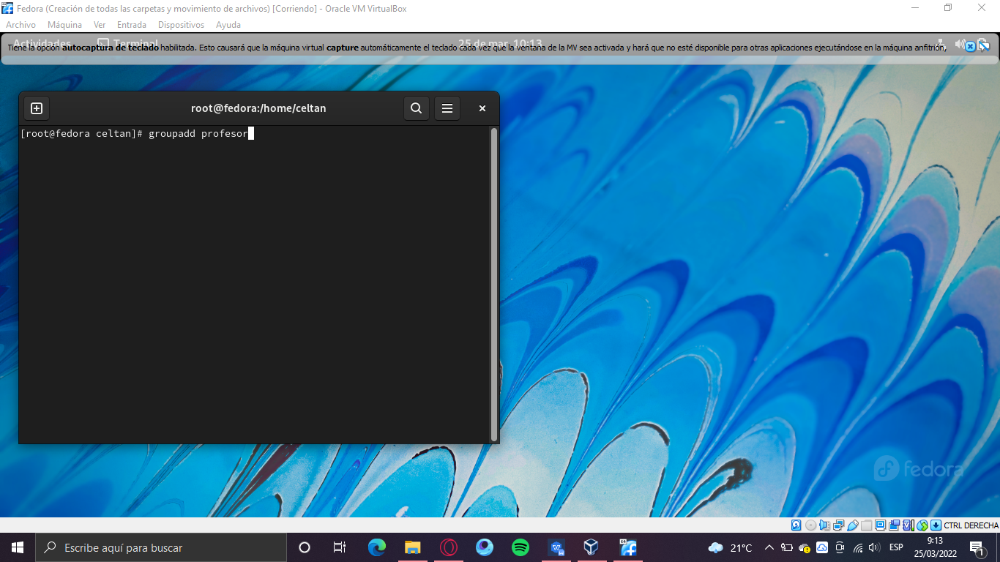 Fedora (Creación de todas las carpetas y movimiento de archivos) [Corriendo] - Oracle VM VirtualBox
Archivo Máquina Ver Entrada Dispositivos Ayuda
Actividades Terminal 25 de mar 10:13
Tiene la opción autocaptura de teclado habilitada. Esto causará que la máquina virtual capture automáticamente el teclado cada vez que la ventana de la MV sea activada y hará que no esté disponible para otras aplicaciones ejecutándose en la máquina anfitrión,
root@fedora:/home/celtan
[root@fedora celtan]# groupadd profesor
fedora
CTRL DERECHA
Escribe aquí para buscar
21°C
ESP
9:13
25/03/2022
1